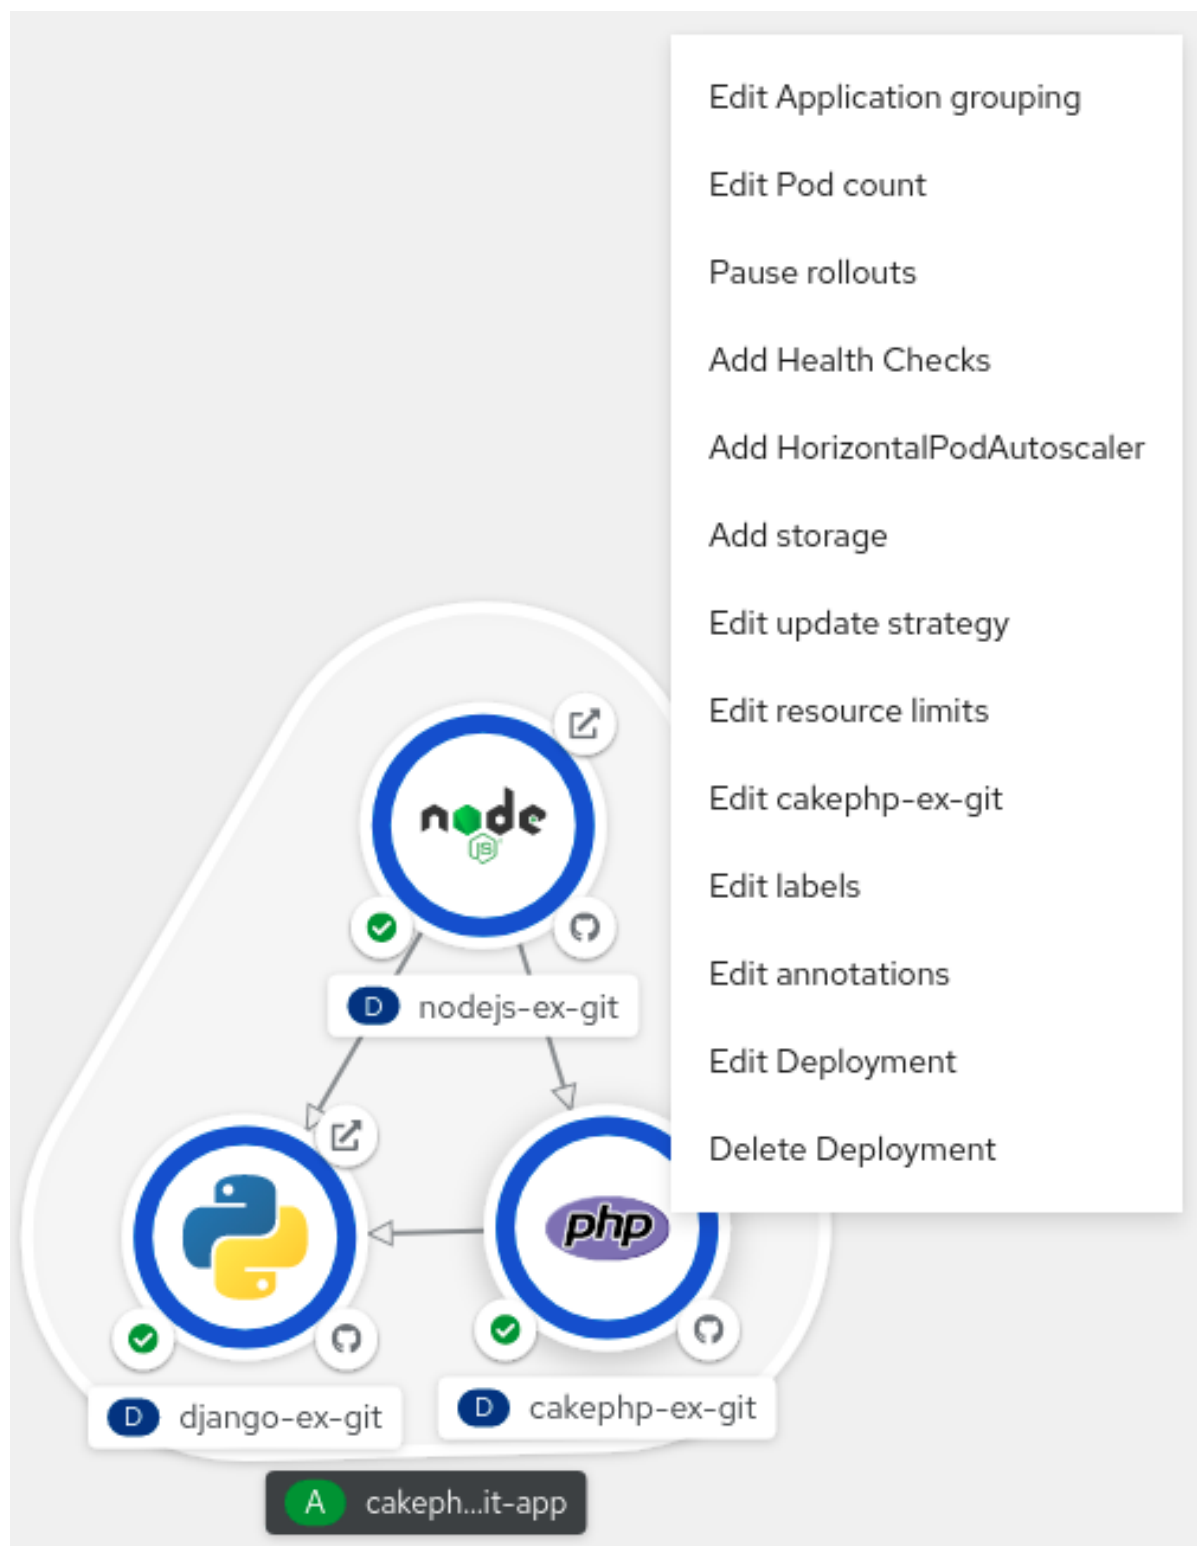 Edit Application grouping
Edit Pod count
Pause rollouts
Add Health Checks
Add HorizontalPodAutoscaler
Add storage
Edit update strategy
Edit resource limits
Edit cakephp-ex-git
Edit labels
Edit annotations
Edit Deployment
Delete Deployment
node
JS
D nodejs-ex-git
php
D django-ex-git
D cakephp-ex-git
A cakeph...it-app